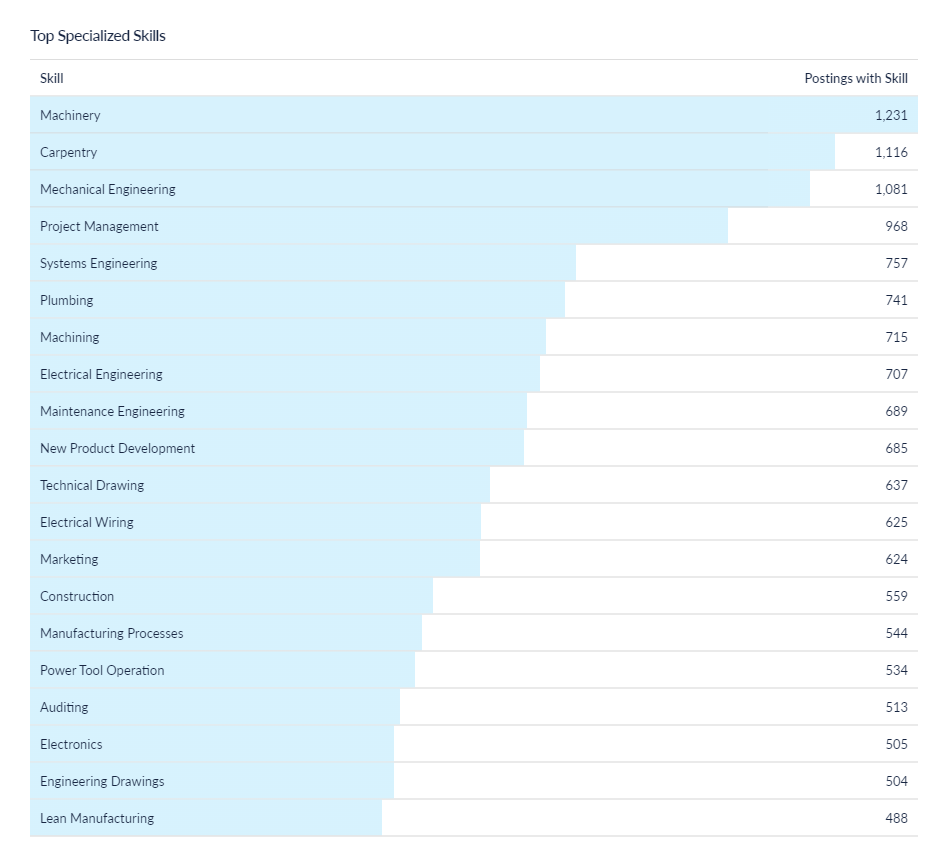 Top Specialized Skills
Skill Postings with Skill
Machinery 1,231
Carpentry 1,116
Mechanical Engineering 1,081
Project Management 968
Systems Engineering 757
Plumbing 741
Machining 715
Electrical Engineering 707
Maintenance Engineering 689
New Product Development 685
Technical Drawing 637
Electrical Wiring 625
Marketing 624
Construction 559
Manufacturing Processes 544
Power Tool Operation 534
Auditing 513
Electronics 505
Engineering Drawings 504
Lean Manufacturing 488